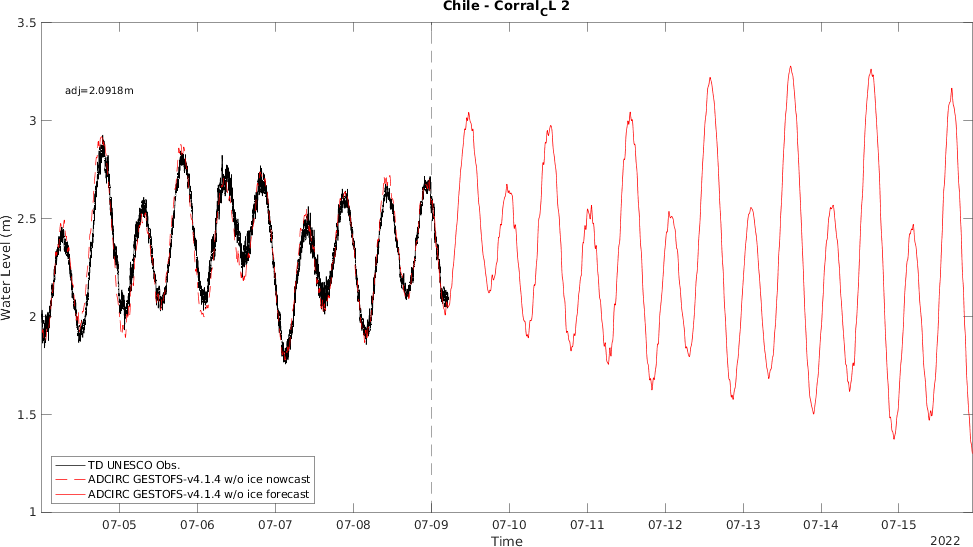 Chile - Corral_CL 2
3.5
adj=2.0918m
3
2.5
Water Level (m)
2
1.5
TD UNESCO Obs.
ADCIRC GESTOFS-v4.1.4 w/o ice nowcast
ADCIRC GESTOFS-v4.1.4 w/o ice forecast
1
07-05 07-06 07-07 07-08 07-09 07-10 07-11 07-12 07-13 07-14 07-15
Time
2022